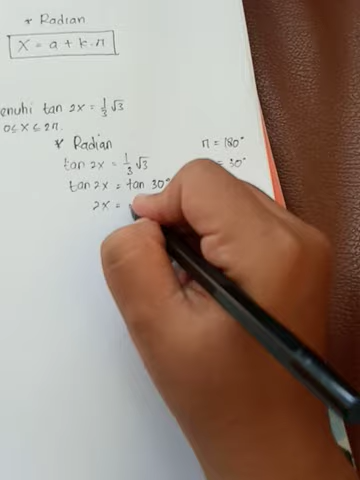 * Radian
X = a + k.π
enuhi tan 2x = 1/3 √3
0 ≤ x ≤ 2π.
* Radian
tan 2x = 1/3 √3
π = 180°
tan 2x = tan 30°
= 30°
2x =